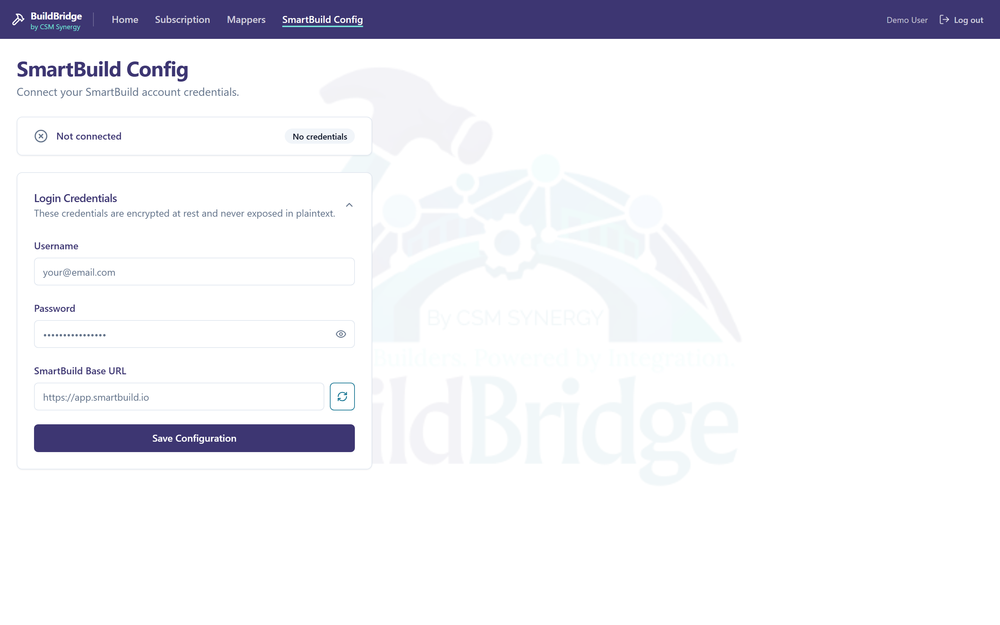 BuildBridge
by CSM Synergy
Home
Subscription
Mappers
SmartBuild Config
Demo User
Log out
SmartBuild Config
Connect your SmartBuild account credentials.
Not connected
No credentials
Login Credentials
These credentials are encrypted at rest and never exposed in plaintext.
Username
your@email.com
Password
••••••••••••••••
SmartBuild Base URL
https://app.smartbuild.io
Save Configuration
By CSM SYNERGY
Builders. Powered by Integration.
ildBridge